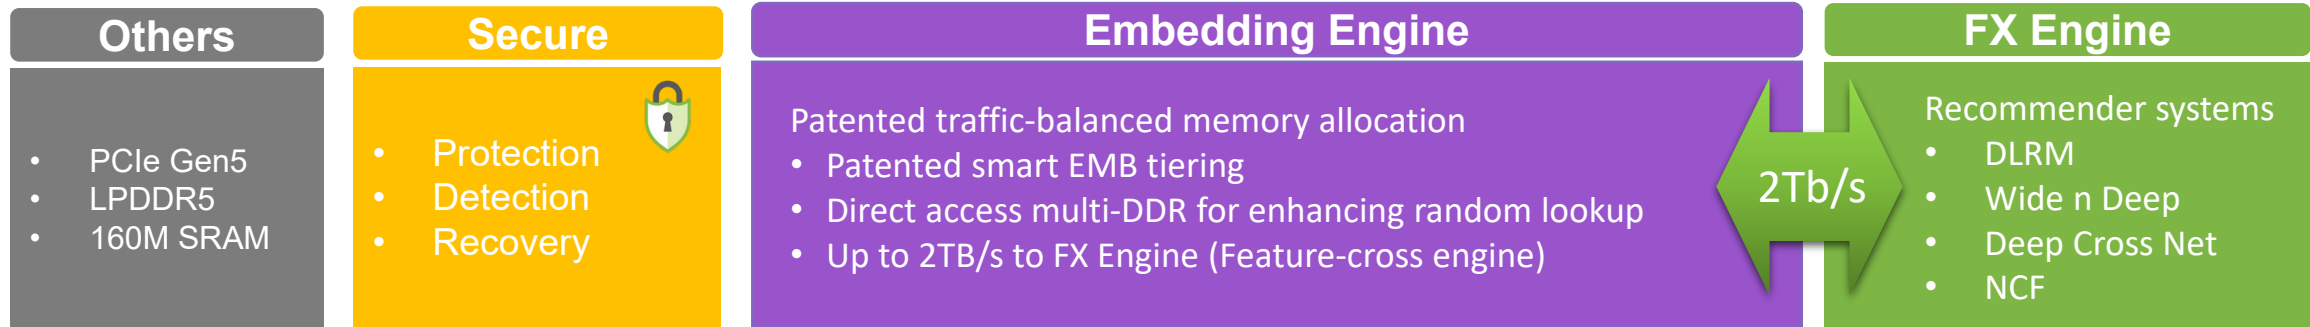 Others
• PCIe Gen5
• LPDDR5
• 160M SRAM
Secure
• Protection
• Detection
• Recovery
Embedding Engine
Patented traffic-balanced memory allocation
• Patented smart EMB tiering
• Direct access multi-DDR for enhancing random lookup
• Up to 2TB/s to FX Engine (Feature-cross engine)
2Tb/s
FX Engine
Recommender systems
• DLRM
• Wide n Deep
• Deep Cross Net
• NCF